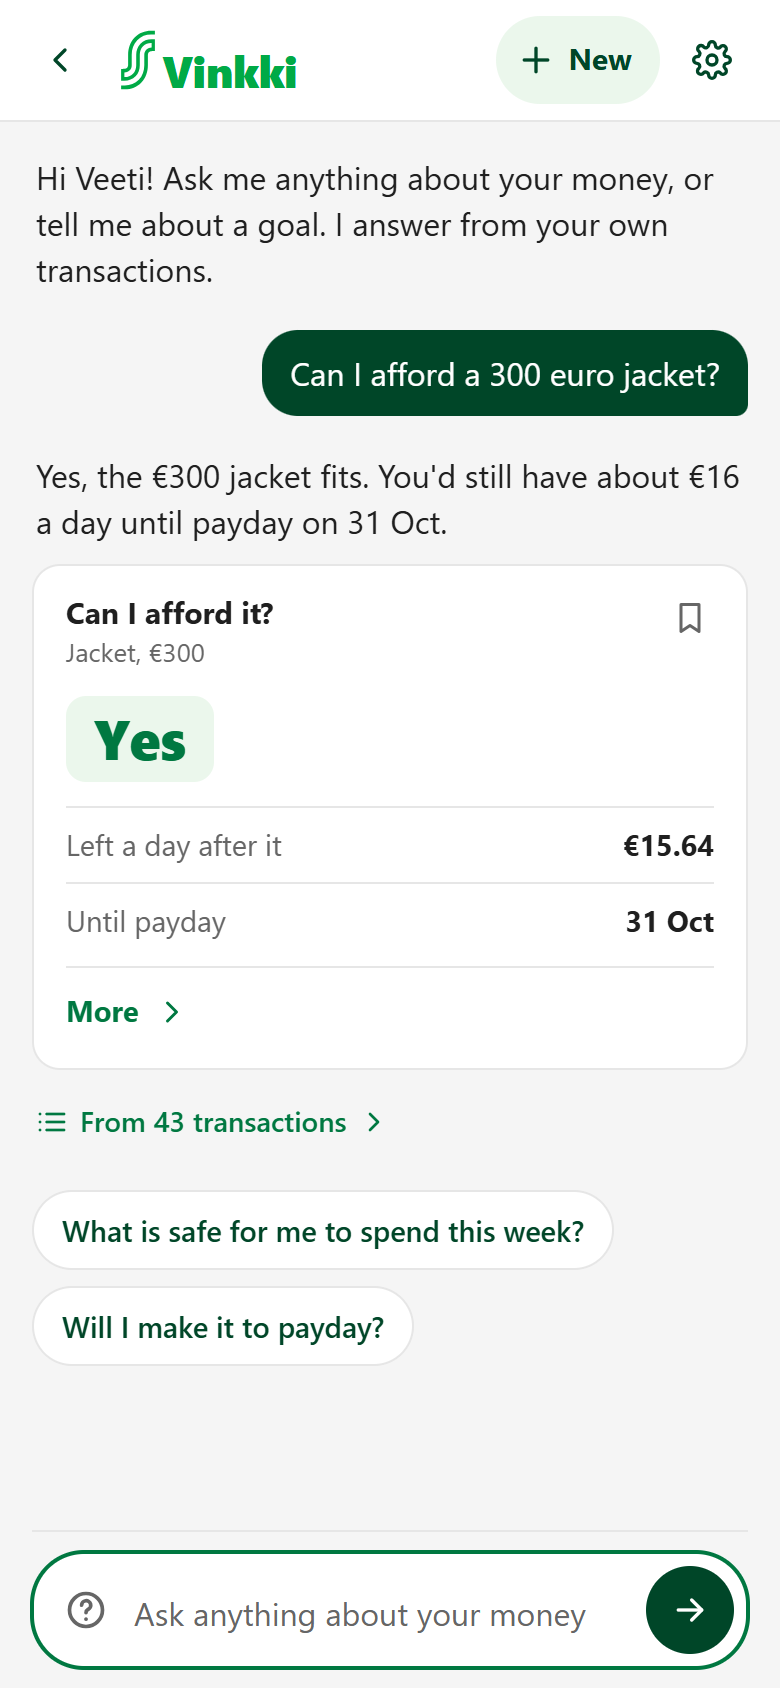 Vinkki
New
Hi Veeti! Ask me anything about your money, or
tell me about a goal. I answer from your own
transactions.
Can I afford a 300 euro jacket?
Yes, the €300 jacket fits. You'd still have about €16
a day until payday on 31 Oct.
Can I afford it?
Jacket, €300
Yes
Left a day after it €15.64
Until payday 31 Oct
More
From 43 transactions
What is safe for me to spend this week?
Will I make it to payday?
Ask anything about your money